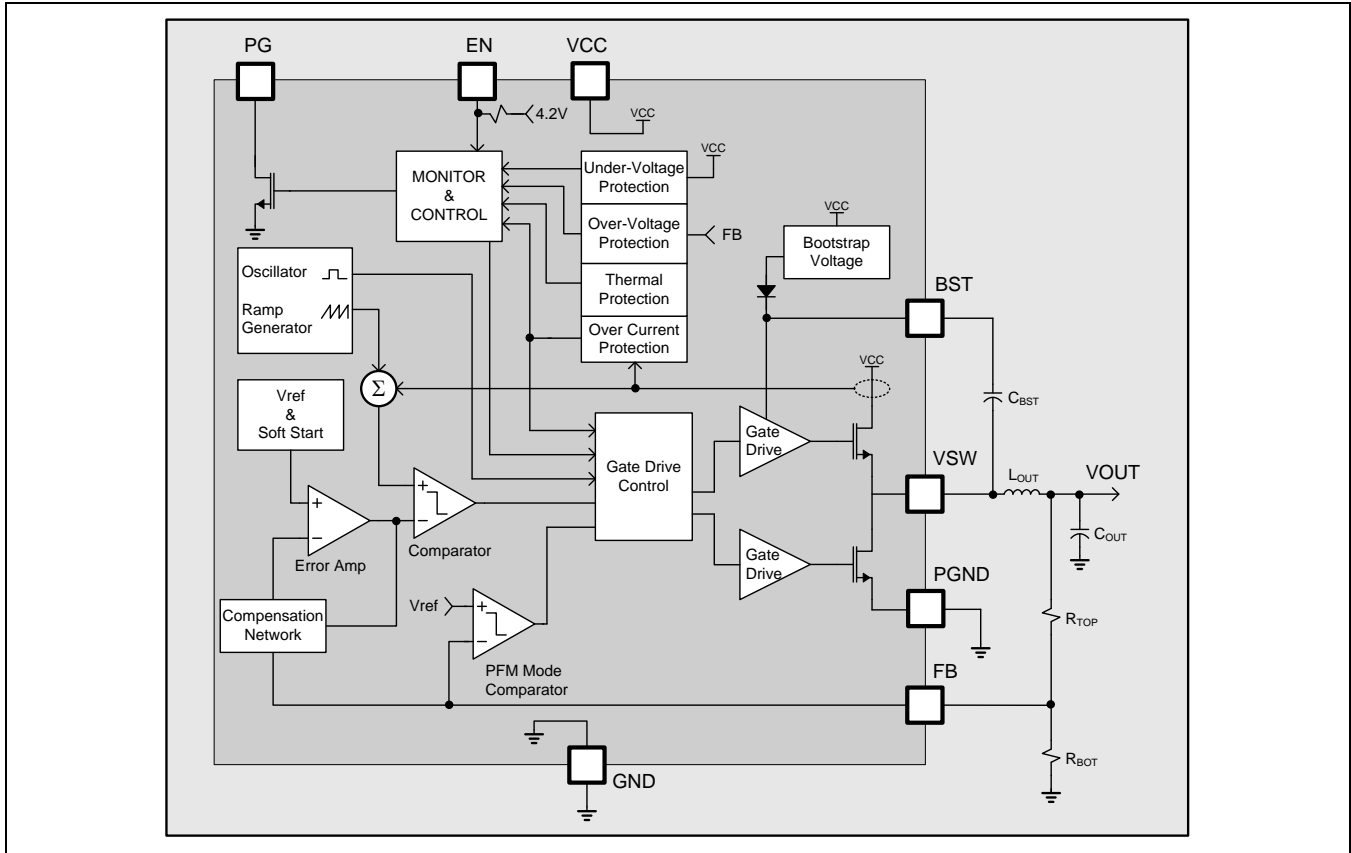 PG
EN
VCC
4.2V
VCC
MONITOR
&
CONTROL
Under-Voltage
Protection
VCC
Over-Voltage
Protection
FB
Thermal
Protection
Over Current
Protection
VCC
Bootstrap
Voltage
BST
Oscillator
Ramp
Generator
Σ
VCC
CBST
Vref
&
Soft Start
Gate
Drive
Gate Drive
Control
VSW
LOUT
VOUT
+
−
Error Amp
+
−
Comparator
COUT
Gate
Drive
PGND
Compensation
Network
Vref
+
−
PFM Mode
Comparator
RTOP
FB
RBOT
GND